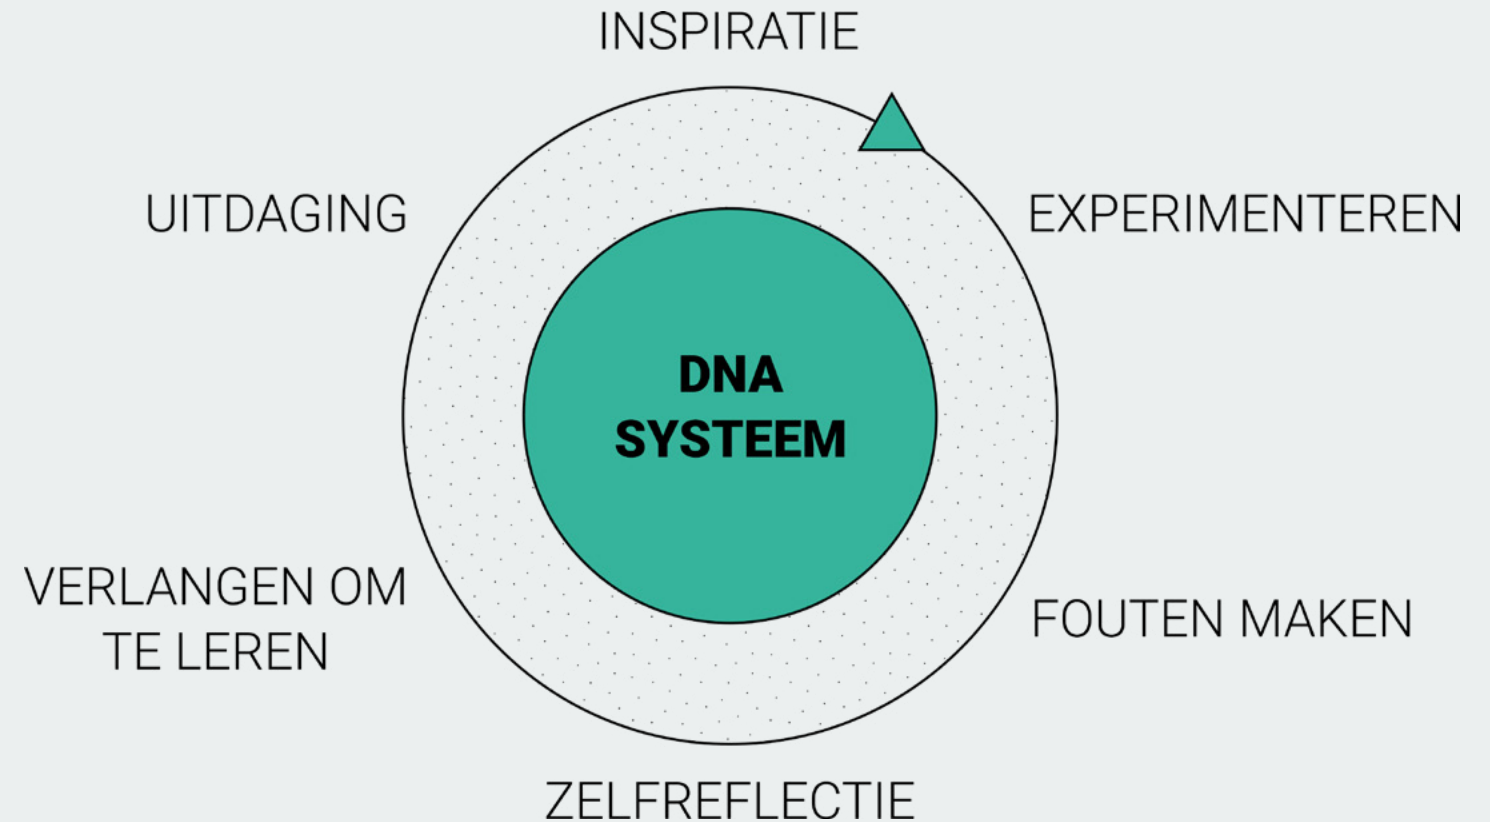 INSPIRATIE
UITDAGING
EXPERIMENTEREN
DNA
SYSTEEM
VERLANGEN OM
TE LEREN
FOUTEN MAKEN
ZELFREFLECTIE